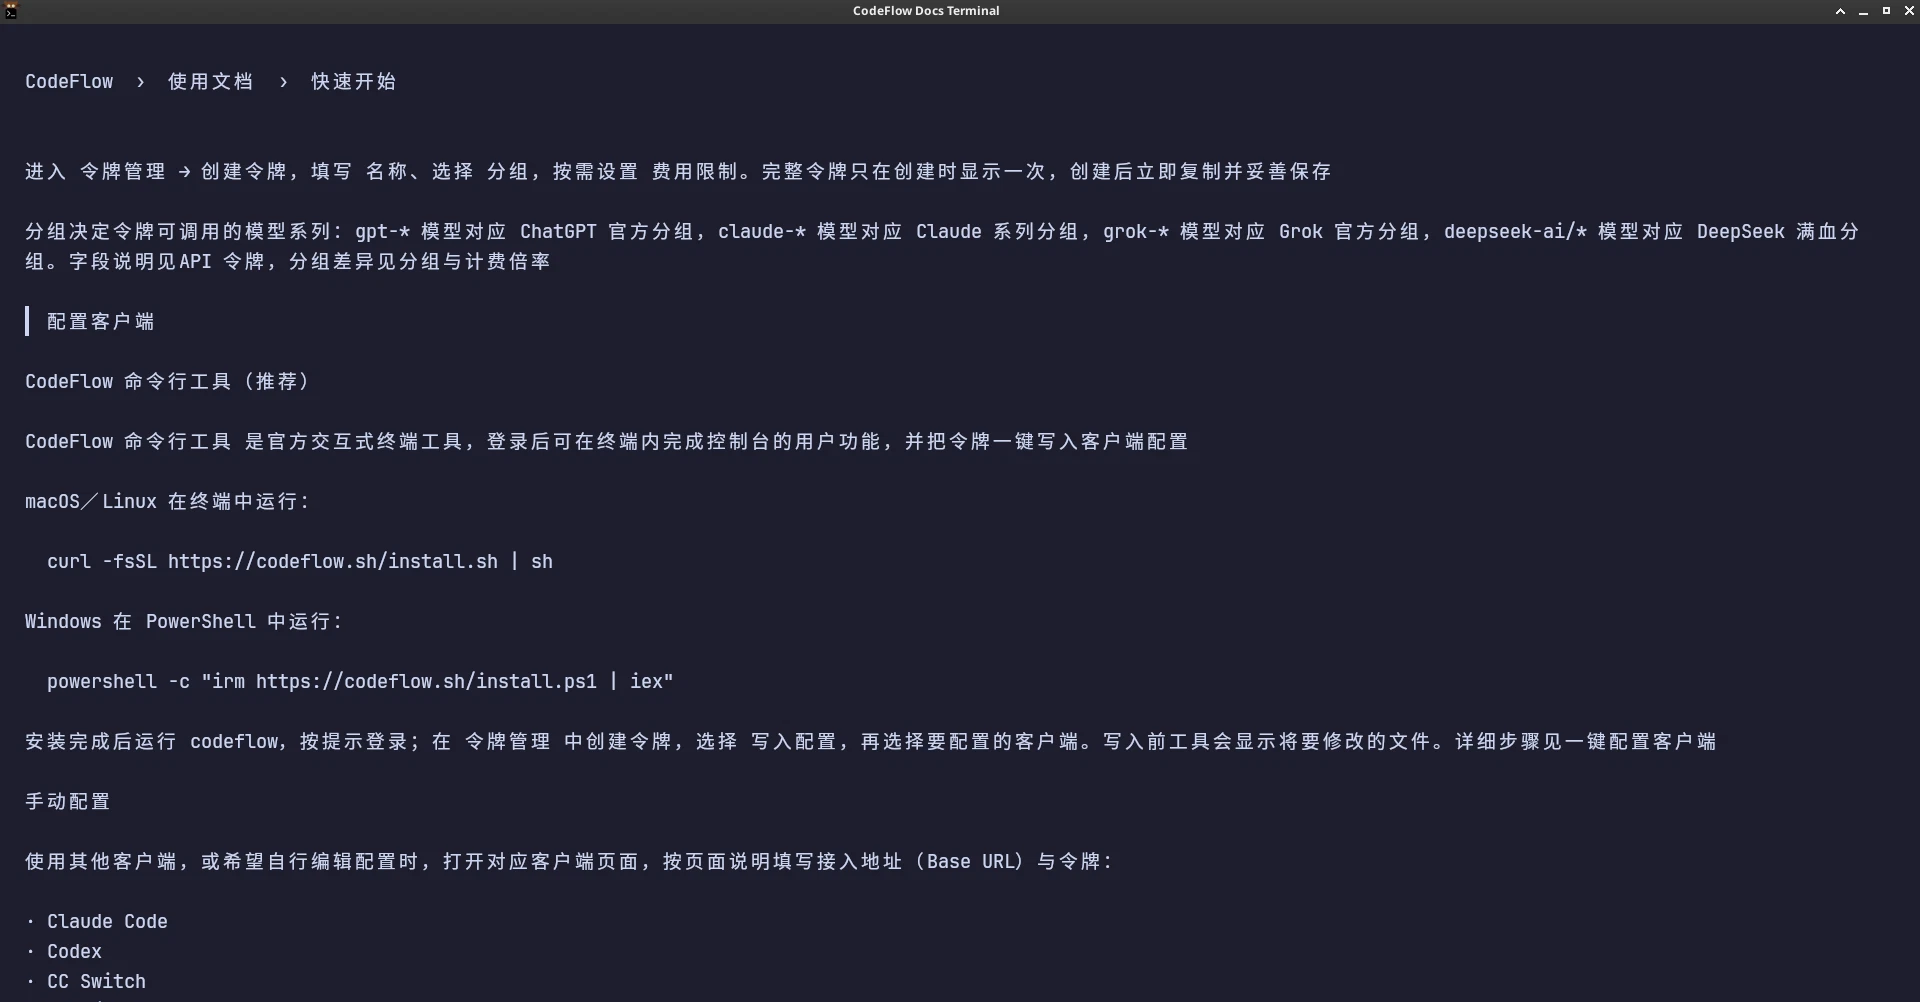 CodeFlow Docs Terminal
CodeFlow › 使用文档 › 快速开始
进入 令牌管理 → 创建令牌，填写 名称、选择 分组，按需设置 费用限制。完整令牌只在创建时显示一次，创建后立即复制并妥善保存
分组决定令牌可调用的模型系列：gpt-* 模型对应 ChatGPT 官方分组，claude-* 模型对应 Claude 系列分组，grok-* 模型对应 Grok 官方分组，deepseek-ai/* 模型对应 DeepSeek 满血分
组。字段说明见API 令牌，分组差异见分组与计费倍率
配置客户端
CodeFlow 命令行工具（推荐）
CodeFlow 命令行工具 是官方交互式终端工具，登录后可在终端内完成控制台的用户功能，并把令牌一键写入客户端配置
macOS／Linux 在终端中运行：
curl -fsSL https://codeflow.sh/install.sh | sh
Windows 在 PowerShell 中运行：
powershell -c "irm https://codeflow.sh/install.ps1 | iex"
安装完成后运行 codeflow，按提示登录；在 令牌管理 中创建令牌，选择 写入配置，再选择要配置的客户端。写入前工具会显示将要修改的文件。详细步骤见一键配置客户端
手动配置
使用其他客户端，或希望自行编辑配置时，打开对应客户端页面，按页面说明填写接入地址（Base URL）与令牌：
· Claude Code
· Codex
· CC Switch